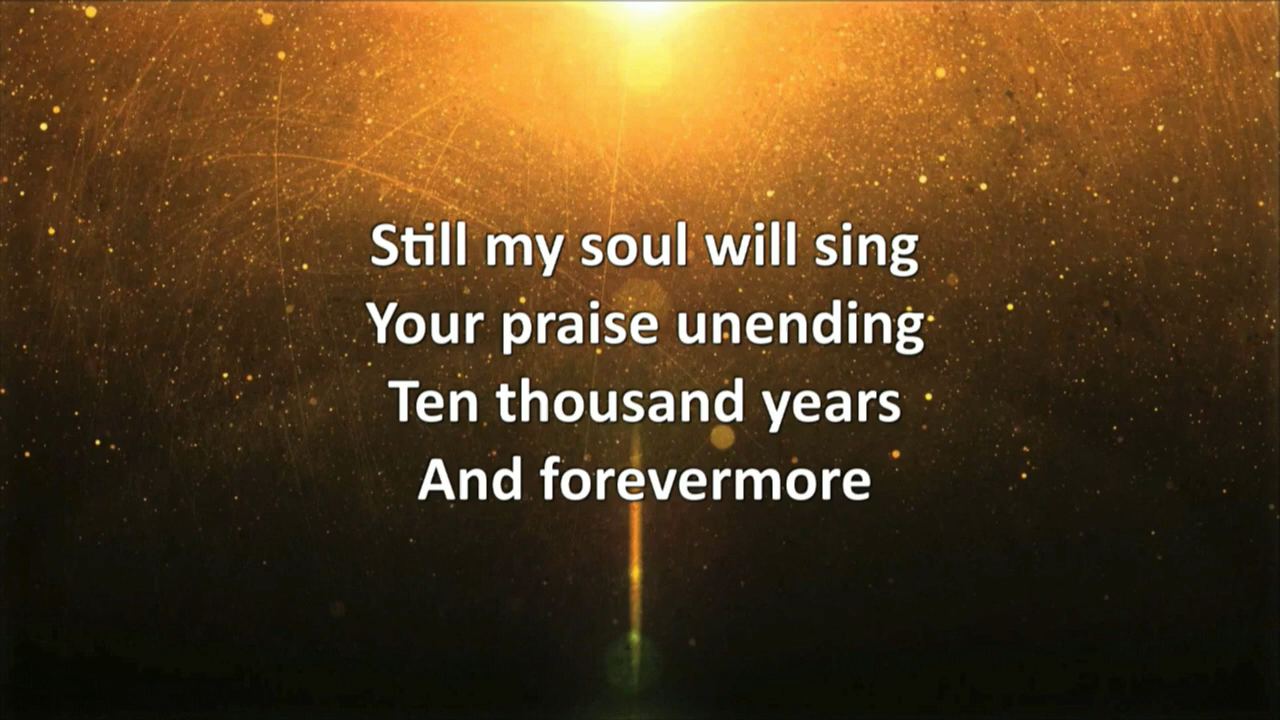 Still my soul will sing
Your praise unending
Ten thousand years
And forevermore